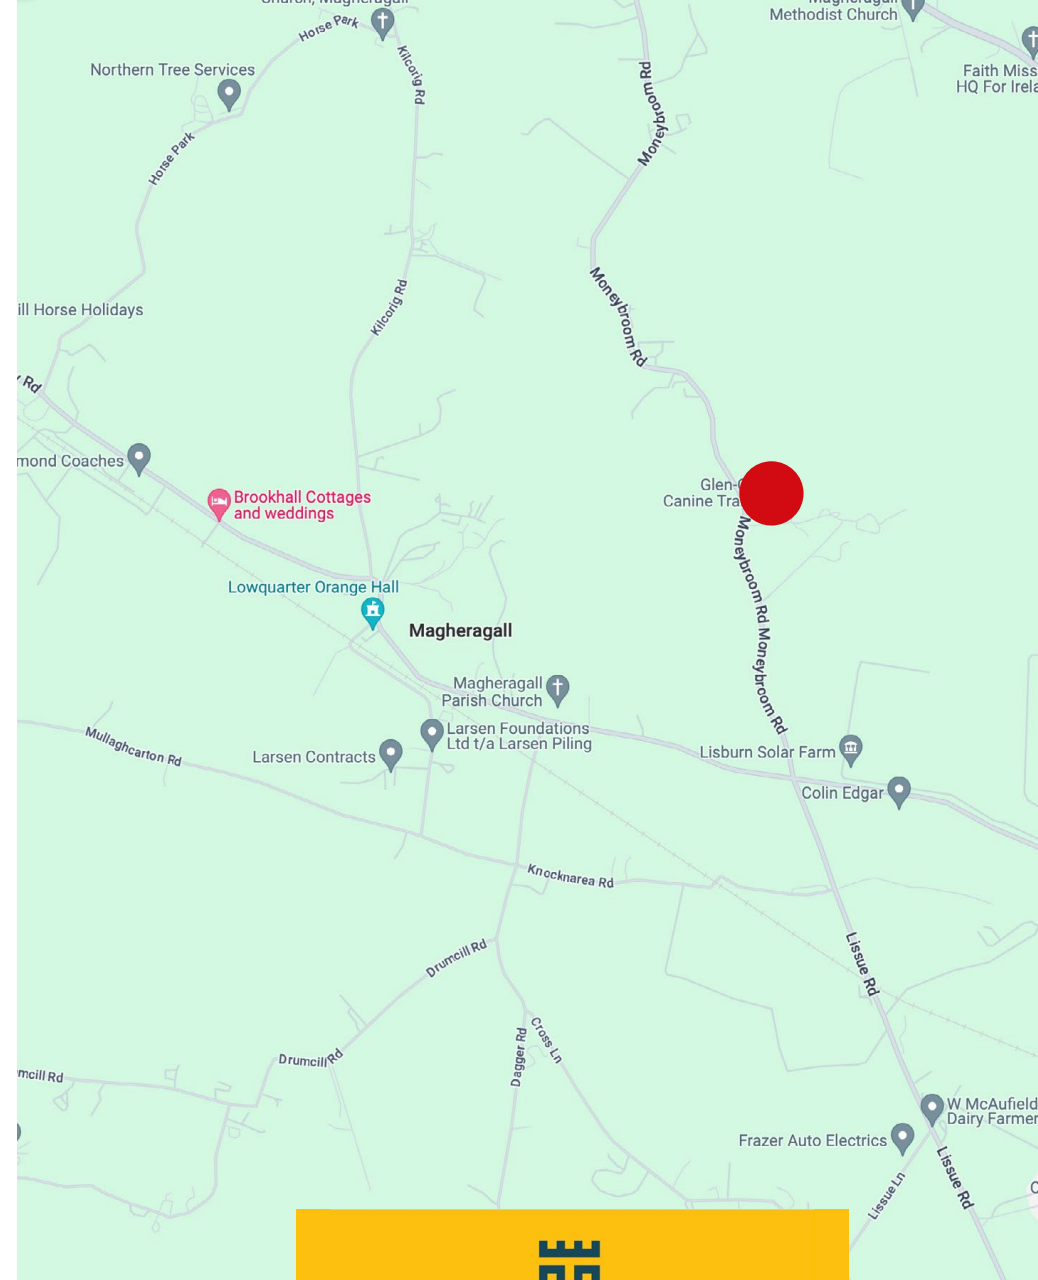 Magheragall
Methodist Church
Horse Park
Kilcorig Rd
Moneybroom Rd
Northern Tree Services
Faith Miss
HQ For Irela
Moneybroom Rd
Horse Park
Kilcorig Rd
Moneybroom Rd
ill Horse Holidays
Rd
mond Coaches
Glen-
Canine Tra
Brookhall Cottages
and weddings
Moneybroom Rd
Lowquarter Orange Hall
Magheragall
Moneybroom Rd
Magheragall
Parish Church
Larsen Foundations
Ltd t/a Larsen Piling
Mullaghcarton Rd
Larsen Contracts
Lisburn Solar Farm
Colin Edgar
Knocknarea Rd
Drumcill Rd
Lissue Rd
Cross Ln
Dagger Rd
Drumcill Rd
mcill Rd
W McAufield
Dairy Farmer
Frazer Auto Electrics
Lissue Ln
Lissue Rd